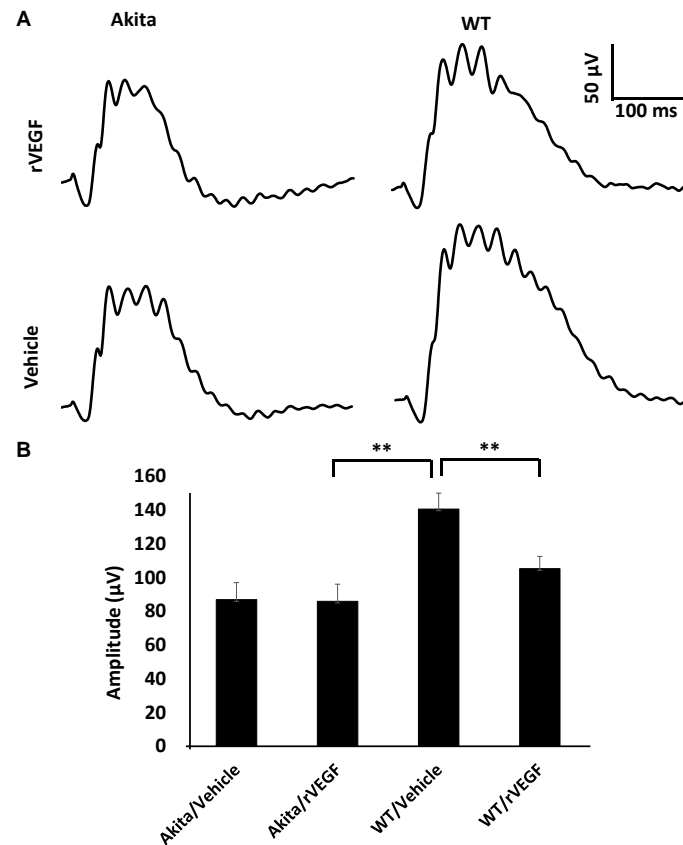 A
Akita
WT
rVEGF
50 µV
100 ms
Vehicle
B
** **
160
140
120
100
80
60
40
20
0
Amplitude (µV)
Akita/Vehicle
Akita/rVEGF
WT/Vehicle
WT/rVEGF